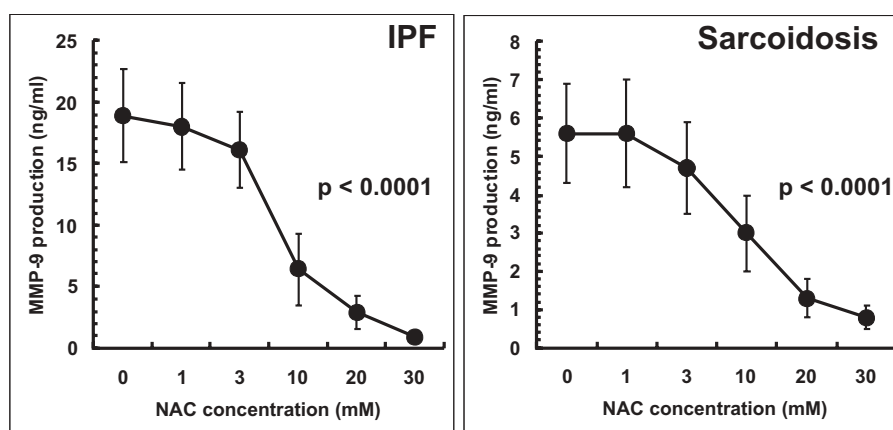 IPF
25
20
15
10
5
0
MMP-9 production (ng/ml)
p < 0.0001
0 1 3 10 20 30
NAC concentration (mM)
Sarcoidosis
8
7
6
5
4
3
2
1
0
MMP-9 production (ng/ml)
p < 0.0001
0 1 3 10 20 30
NAC concentration (mM)